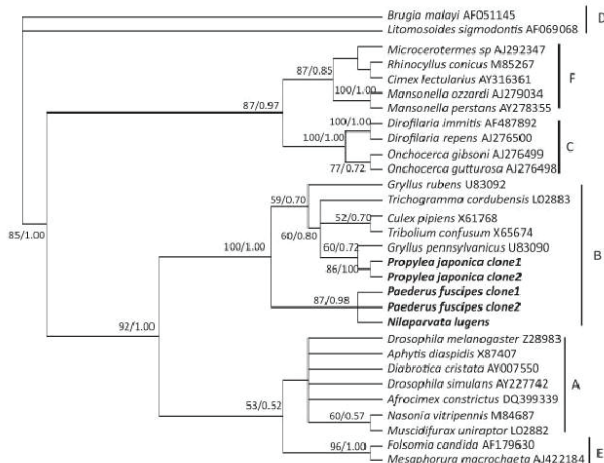 Brugia malayi AF051145
D
Litomosoides sigmodontis AF069068
Microcerotermes sp AJ292347
87/0.85
Rhinocyllus conicus M85267
Cimex lectularius AY316361
F
100/1.00
Mansonella ozzardi AJ279034
87/0.97
Mansonella perstans AY278355
100/1.00
Dirofilaria immitis AF487892
100/1.00
Dirofilaria repens AJ276500
C
Onchocerca gibsoni AJ276499
77/0.72
Onchocerca gutturosa AJ276498
Gryllus rubens U83092
59/0.70
Trichogramma cordubensis L02883
52/0.70
Culex pipiens X61768
85/1.00
60/0.80
Tribolium confusum X65674
100/1.00
60/0.72
Gryllus pennsylvanicus U83090
B
86/100
Propylea japonica clone1
Propylea japonica clone2
87/0.98
Paederus fuscipes clone1
Paederus fuscipes clone2
92/1.00
Nilaparvata lugens
Drosophila melanogaster Z28983
Aphytis diaspidis X87407
Diabrotica cristata AY007550
Drosophila simulans AY227742
A
53/0.52
Afrocimex constrictus DQ399339
60/0.57
Nasonia vitripennis M84687
Muscidifurax uniraptor L02882
96/1.00
Folsomia candida AF179630
E
Mesaphorura macrochaeta AJ422184